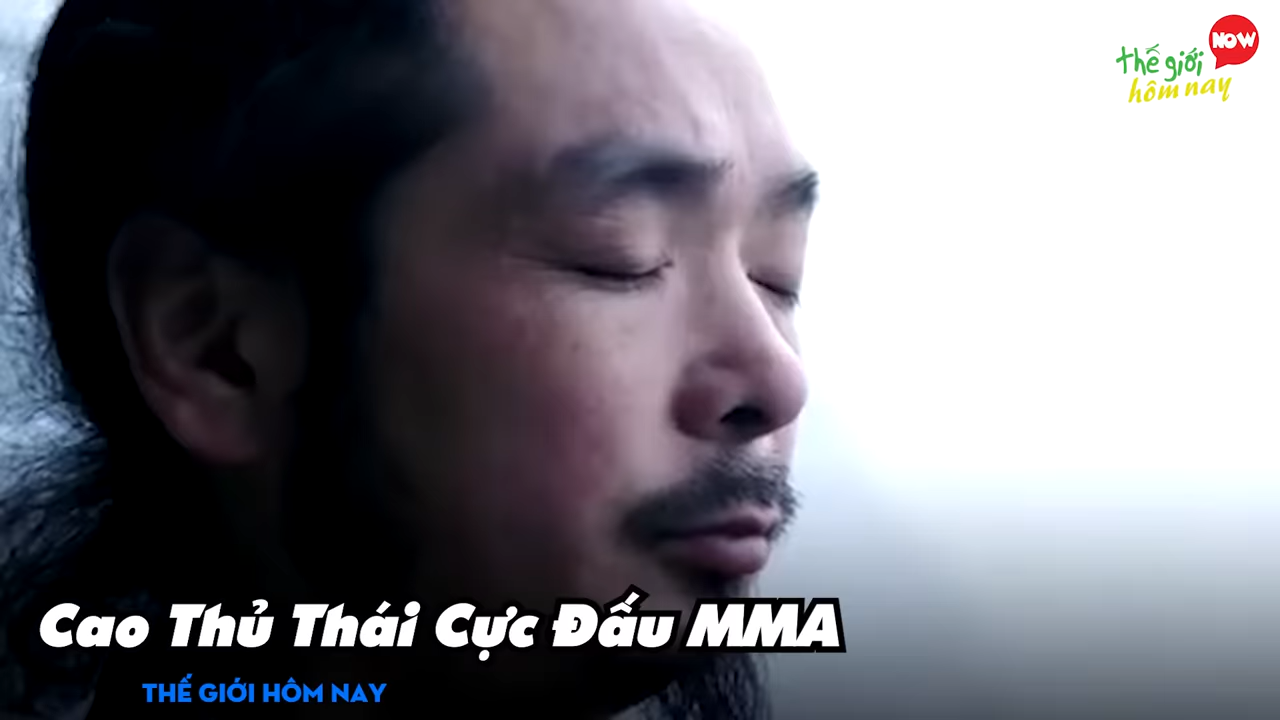 NOW
thế giới
hôm nay
Cao Thủ Thái Cực Đấu MMA
THẾ GIỚI HÔM NAY